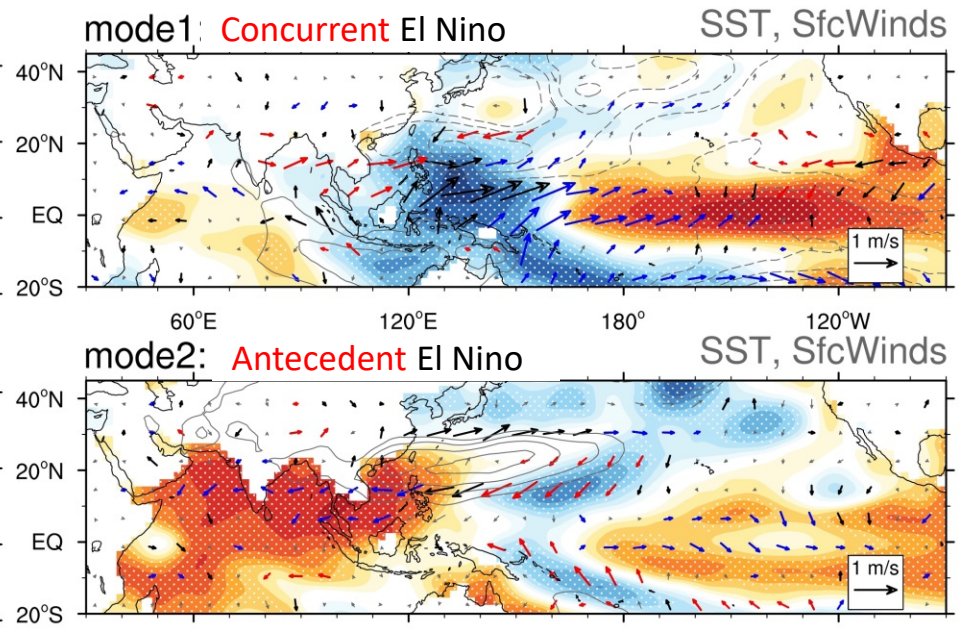 mode1: Concurrent El Nino SST, SfcWinds
40°N
20°N
EQ
20°S
1 m/s
60°E 120°E 180° 120°W
mode2: Antecedent El Nino SST, SfcWinds
40°N
20°N
EQ
20°S
1 m/s